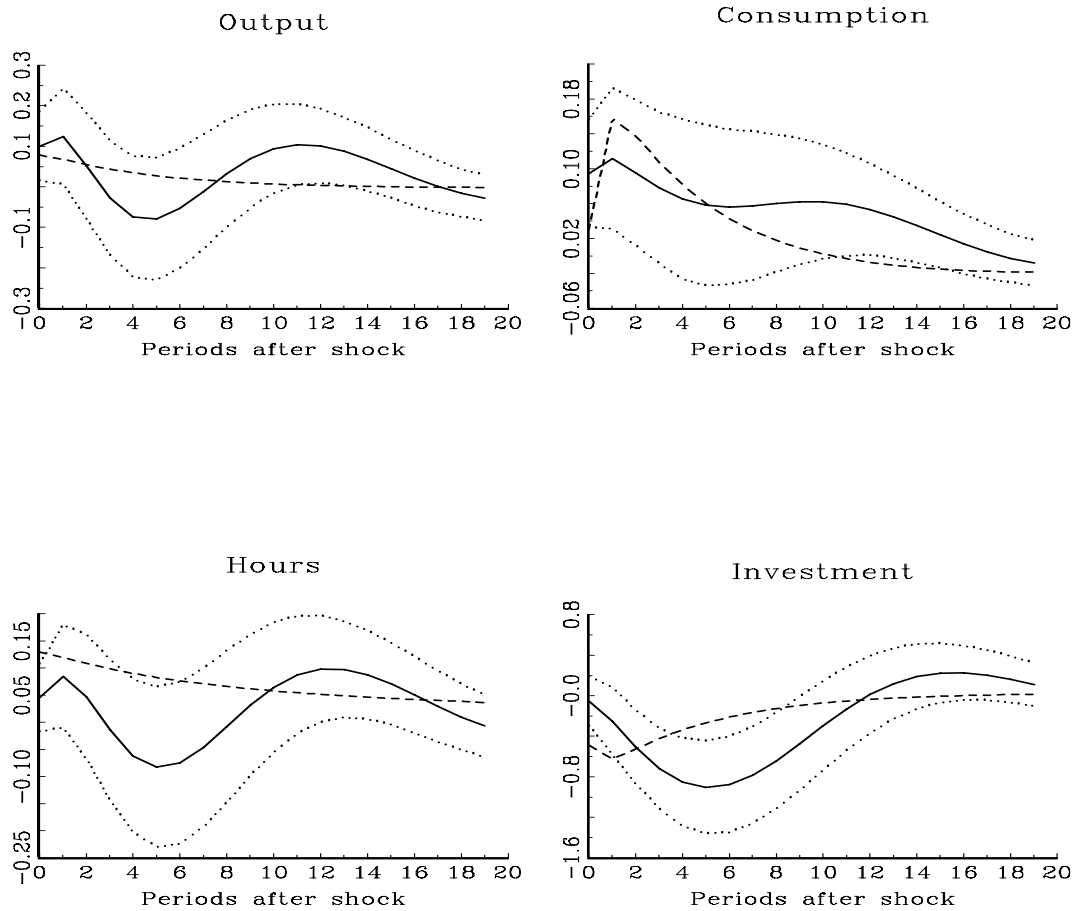 Output
0.3
0.2
0.1
−0.1
−0.3
0 2 4 6 8 10 12 14 16 18 20
Periods after shock
Consumption
0.18
0.10
0.02
−0.06
0 2 4 6 8 10 12 14 16 18 20
Periods after shock
Hours
0.15
0.05
−0.10
−0.25
0 2 4 6 8 10 12 14 16 18 20
Periods after shock
Investment
0.8
−0.0
−0.8
−1.6
0 2 4 6 8 10 12 14 16 18 20
Periods after shock